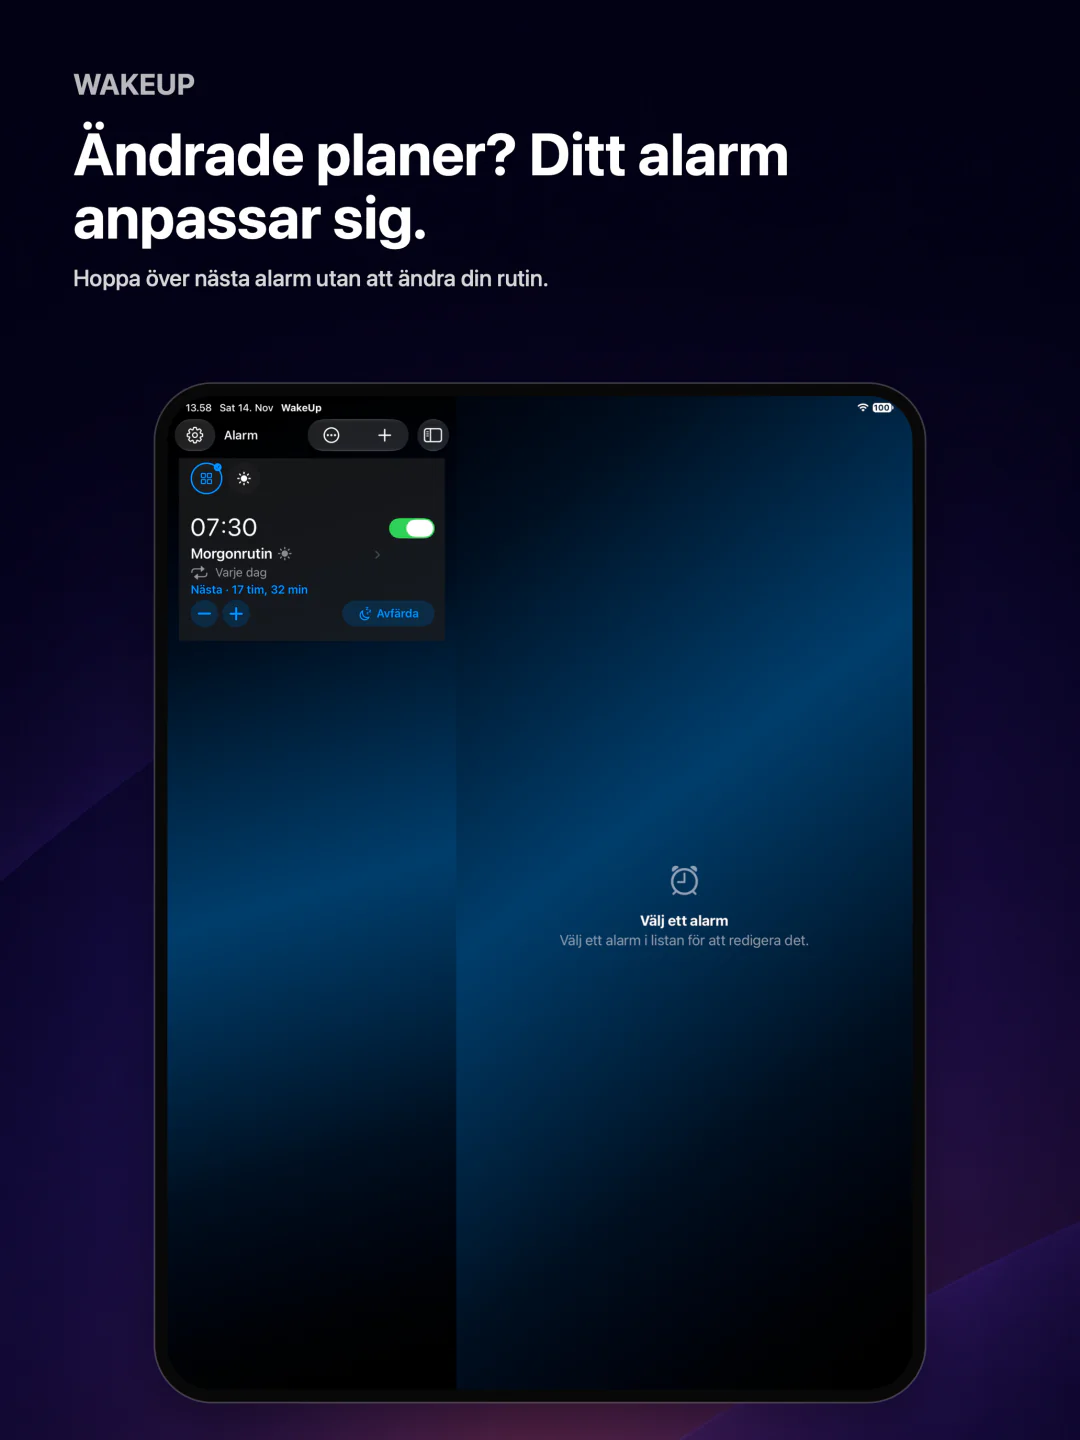 WAKEUP
Ändrade planer? Ditt alarm
anpassar sig.
Hoppa över nästa alarm utan att ändra din rutin.
13.58 Sat 14. Nov WakeUp
100
Alarm
07:30
Morgonrutin
Varje dag
Nästa · 17 tim, 32 min
Avfärda
Välj ett alarm
Välj ett alarm i listan för att redigera det.